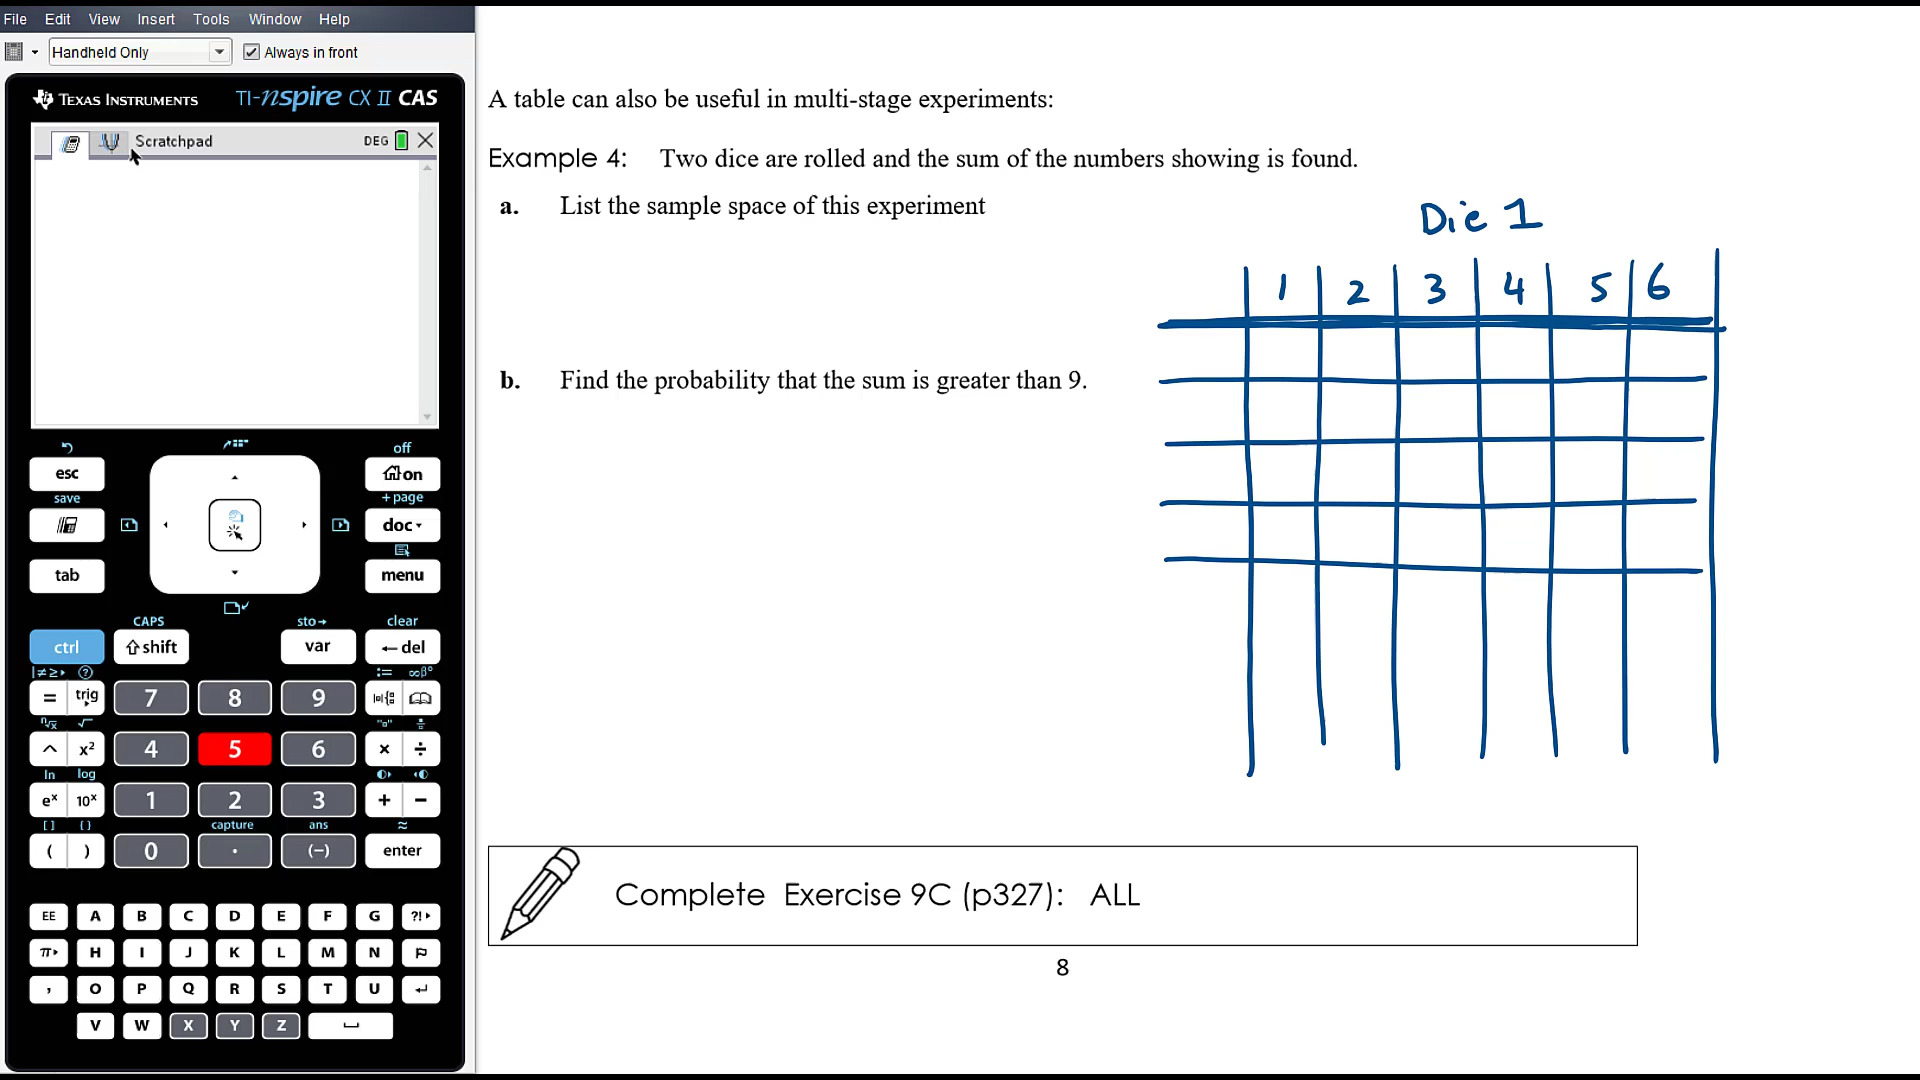 File Edit View Insert Tools Window Help
Handheld Only Always in front
TEXAS INSTRUMENTS TI-nspire CX II CAS
Scratchpad DEG
esc off
save on
+ page
doc
tab menu
CAPS sto→ clear
ctrl shift var del
= trig 7 8 9
^ x² 4 5 6 × ÷
ln log
eˣ 10ˣ 1 2 3 + −
[ ] { } capture ans ≈
( ) 0 . (−) enter
EE A B C D E F G ?!
π H I J K L M N
, O P Q R S T U
V W X Y Z
A table can also be useful in multi-stage experiments:
Example 4: Two dice are rolled and the sum of the numbers showing is found.
a. List the sample space of this experiment
Die 1
1 2 3 4 5 6
b. Find the probability that the sum is greater than 9.
Complete Exercise 9C (p327): ALL
8